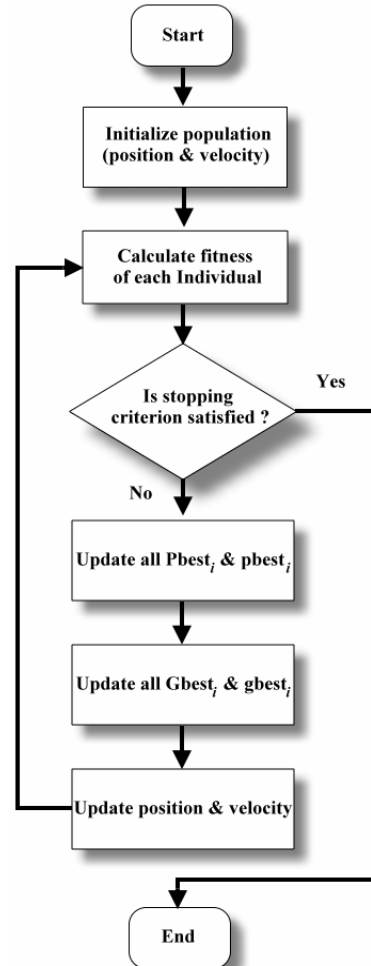 Start
Initialize population
(position & velocity)
Calculate fitness
of each Individual
Is stopping
criterion satisfied ?
Yes
No
Update all Pbest_i & pbest_i
Update all Gbest_i & gbest_i
Update position & velocity
End